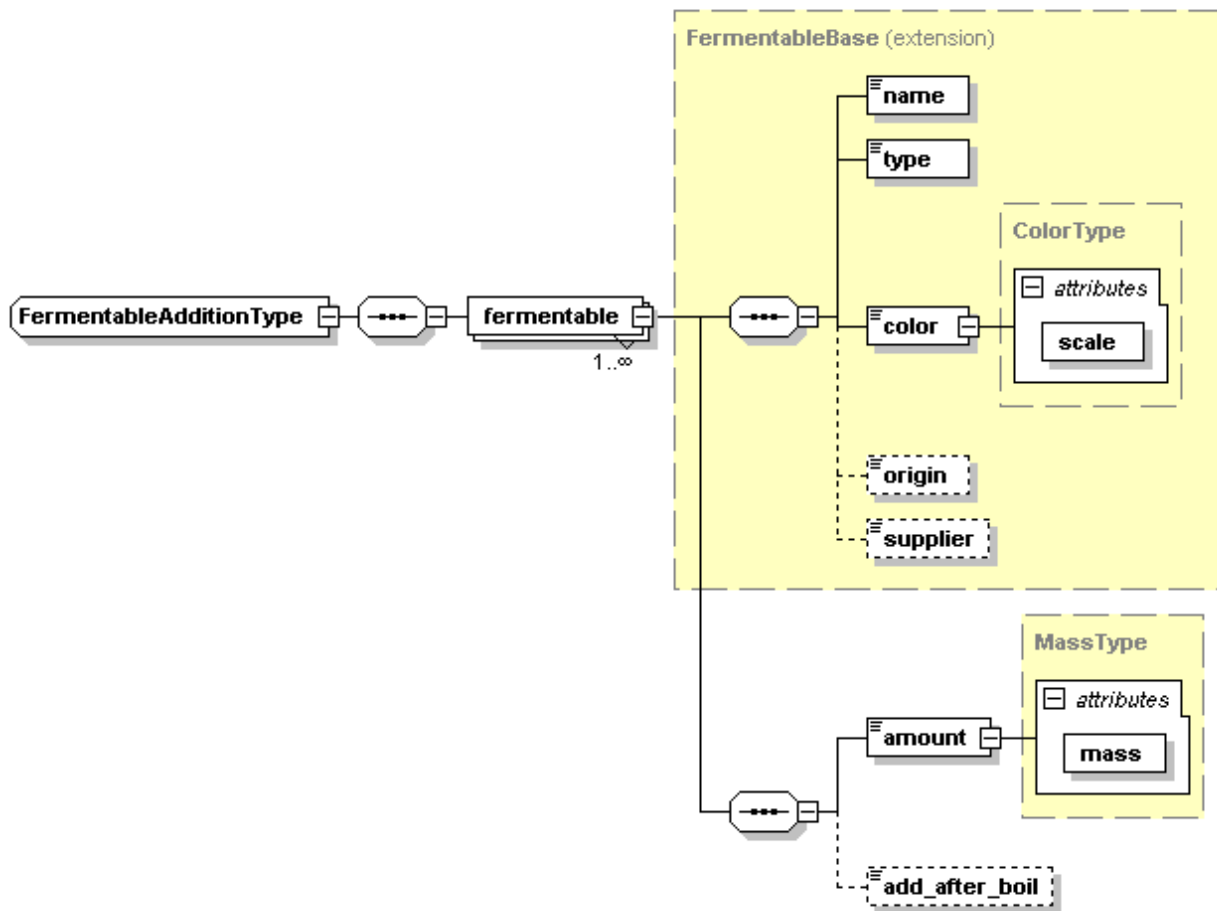 FermentableBase (extension)
name
type
ColorType
attributes
FermentableAdditionType
fermentable
color
scale
1..∞
origin
supplier
MassType
attributes
amount
mass
add_after_boil